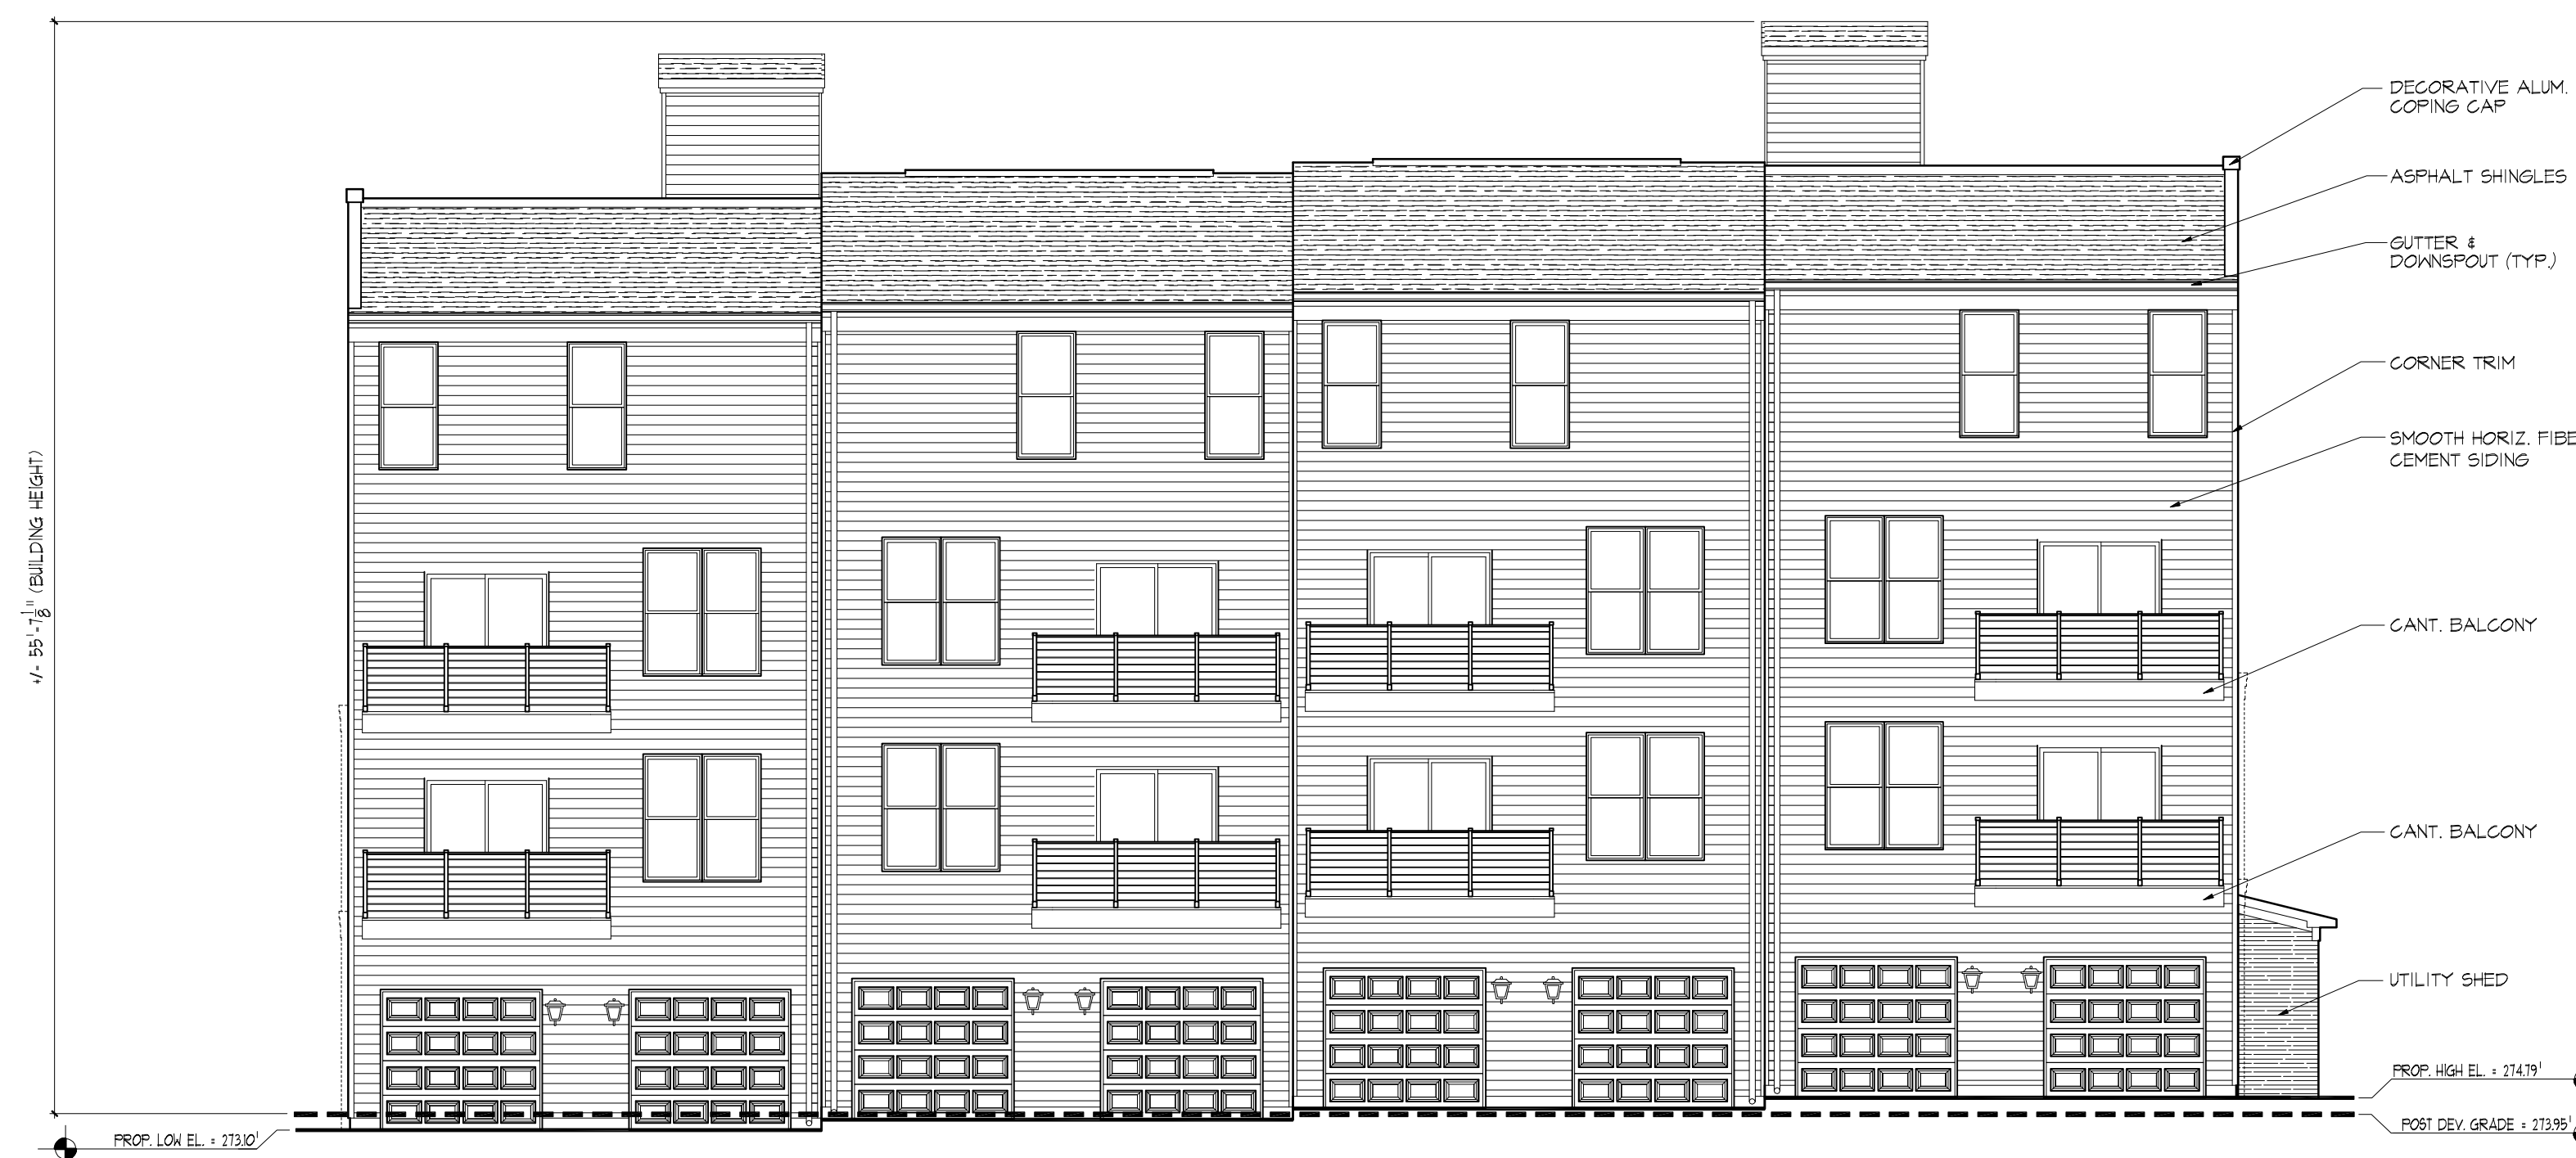 DECORATIVE ALUM.
COPING CAP
ASPHALT SHINGLES
GUTTER &
DOWNSPOUT (TYP.)
CORNER TRIM
SMOOTH HORIZ. FIBE
CEMENT SIDING
+/- 55'-7 1/8" (BUILDING HEIGHT)
CANT. BALCONY
CANT. BALCONY
UTILITY SHED
PROP. HIGH EL. = 274.79'
POST DEV. GRADE = 273.95'
PROP. LOW EL. = 273.10'